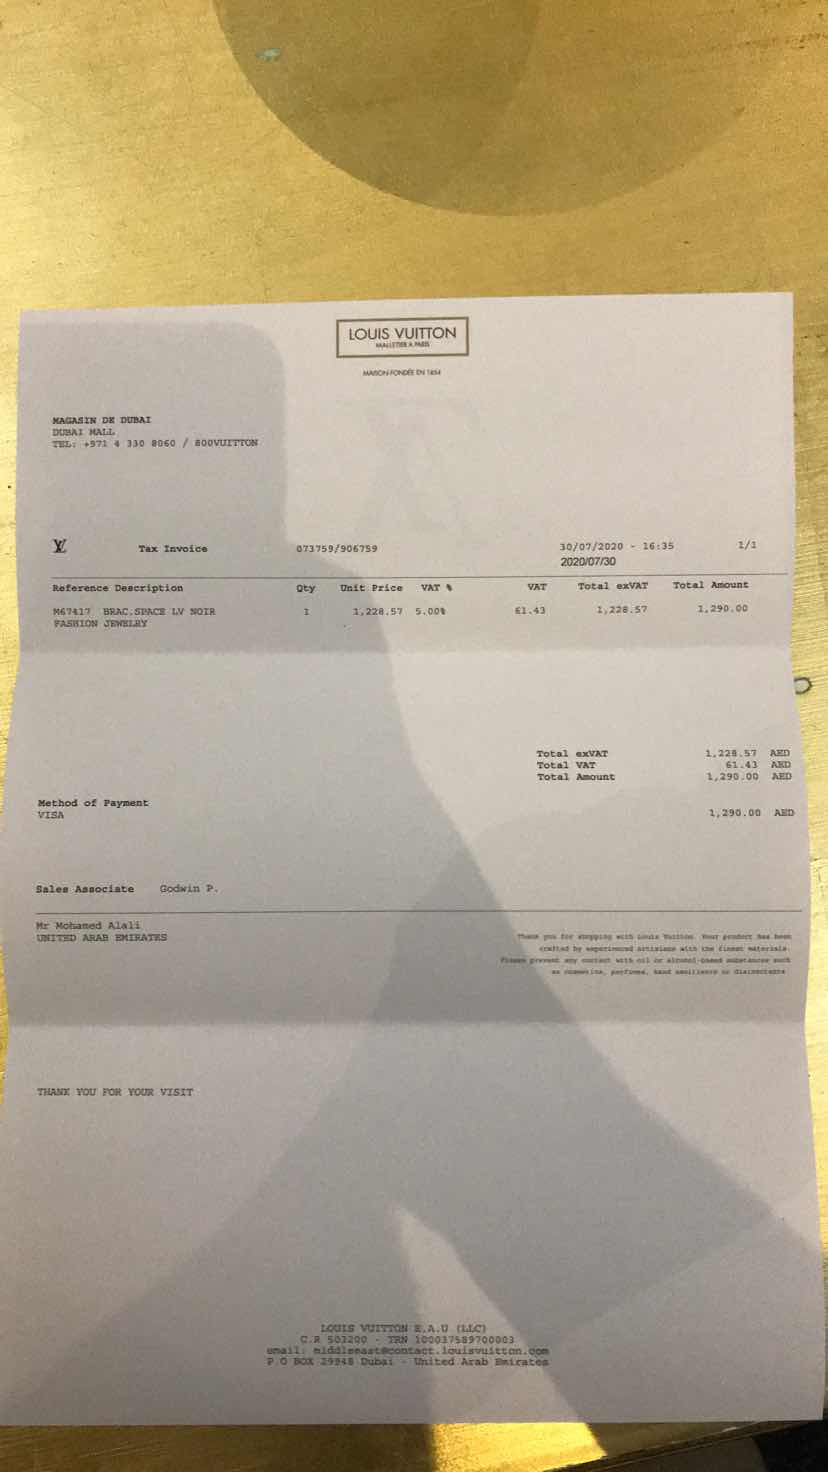 LOUIS VUITTON
MALLETIER A PARIS
MAISON FONDÉE EN 1854
MAGASIN DE DUBAI
DUBAI MALL
TEL: +971 4 330 8060 / 800VUITTON
LV Tax Invoice 073759/906759 30/07/2020 - 16:35 1/1
2020/07/30
Reference Description Qty Unit Price VAT % VAT Total exVAT Total Amount
M67417 BRAC.SPACE LV NOIR 1 1,228.57 5.00% 61.43 1,228.57 1,290.00
FASHION JEWELRY
Total exVAT 1,228.57 AED
Total VAT 61.43 AED
Total Amount 1,290.00 AED
Method of Payment
VISA 1,290.00 AED
Sales Associate Godwin P.
Mr Mohamed Alali
UNITED ARAB EMIRATES
Thank you for shopping with Louis Vuitton. Your product has been
crafted by experienced artisians with the finest materials.
Please prevent any contact with oil or alcohol-based substances such
as cosmetics, perfumes, hand sanitizers or disinfectants
THANK YOU FOR YOUR VISIT
LOUIS VUITTON E.A.U (LLC)
C.R 503200 - TRN 100037589700003
email: middleeast@contact.louisvuitton.com
P.O BOX 29948 Dubai - United Arab Emirates